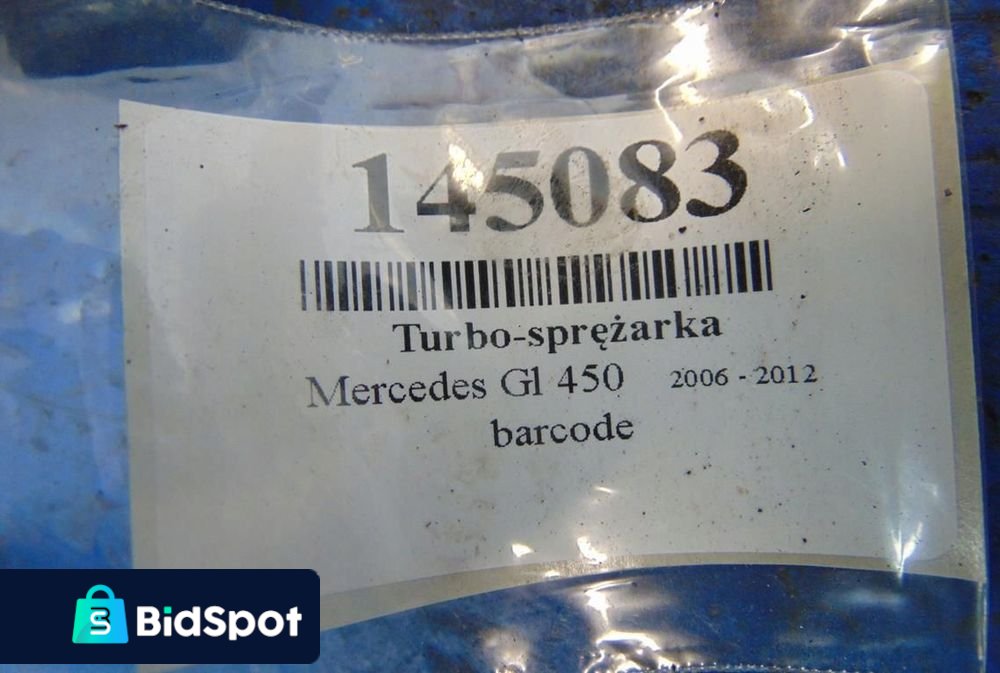 145083
Turbo-sprężarka
Mercedes Gl 450 2006 - 2012
barcode
BidSpot